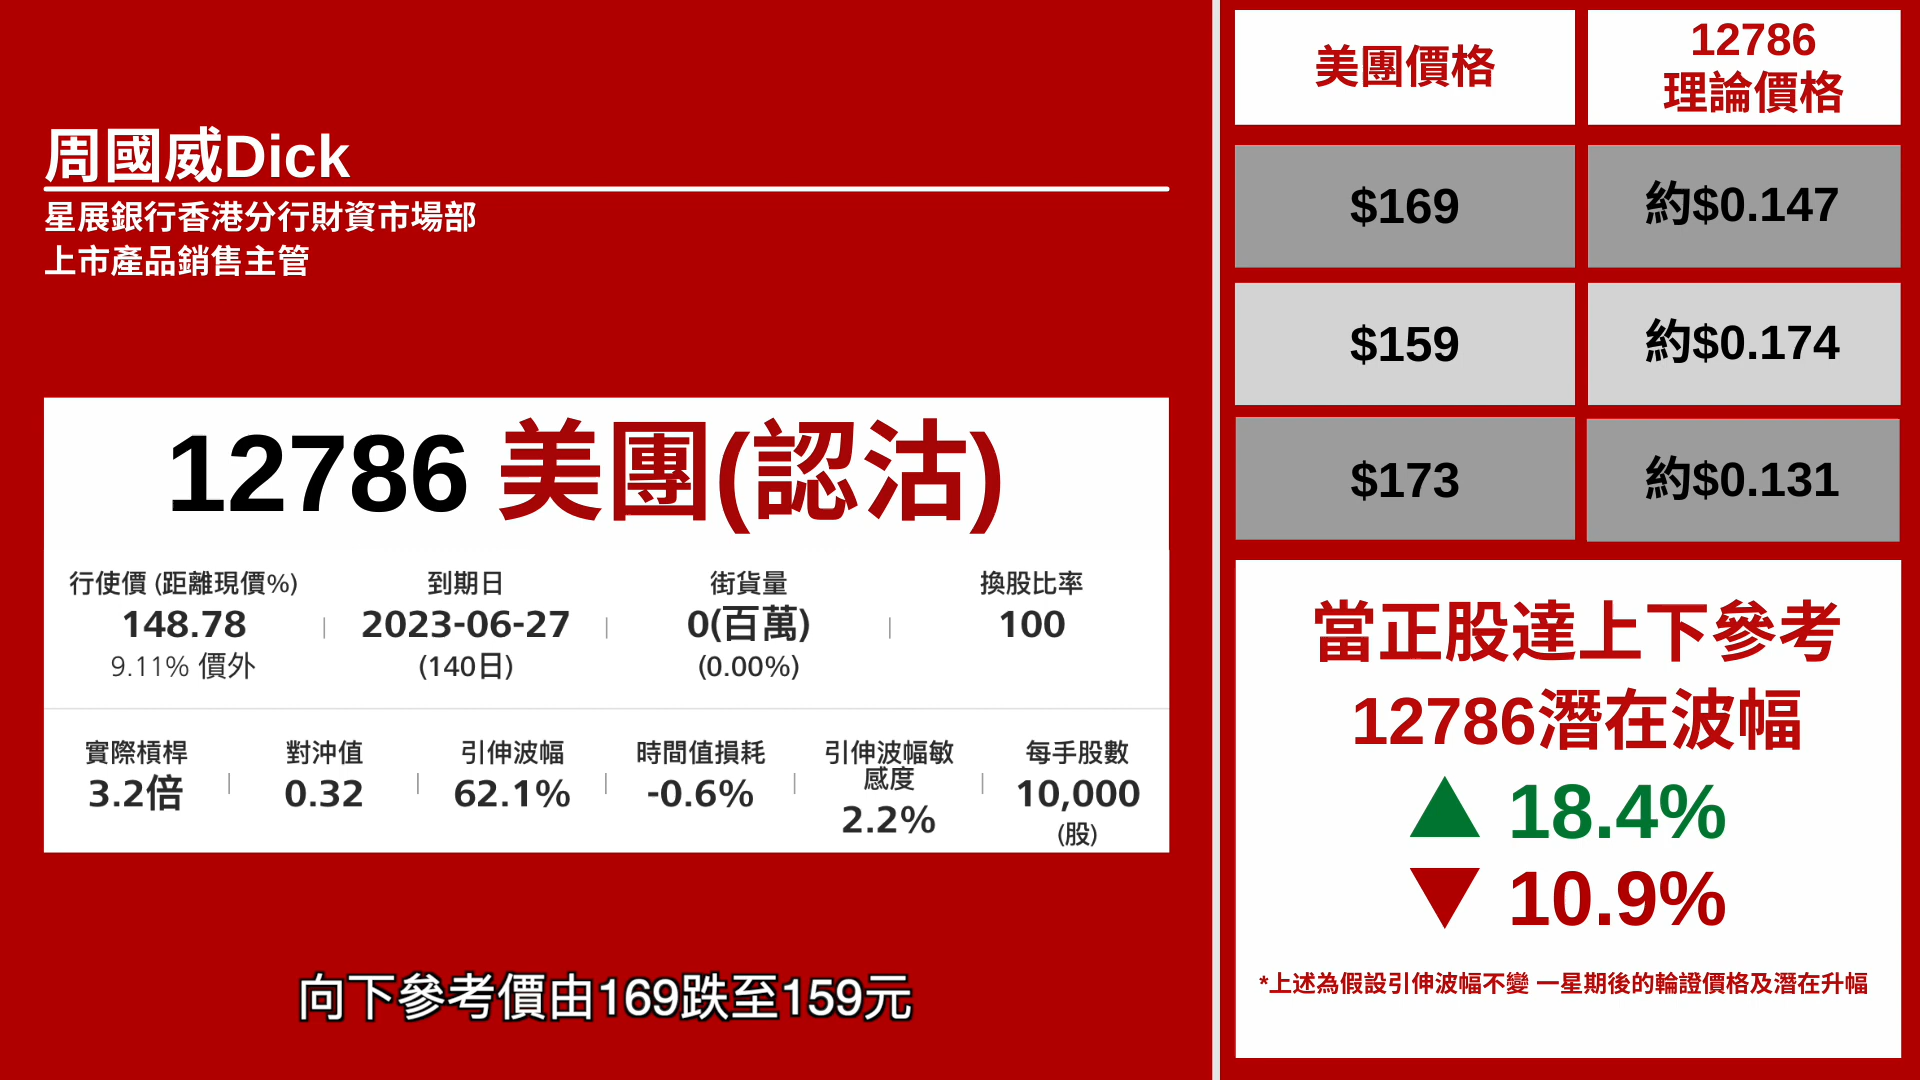 周國威Dick
星展銀行香港分行財資市場部
上市產品銷售主管
12786 美團(認沽)
行使價 (距離現價%)
148.78
9.11% 價外
到期日
2023-06-27
(140日)
街貨量
0(百萬)
(0.00%)
換股比率
100
實際槓桿
3.2倍
對沖值
0.32
引伸波幅
62.1%
時間值損耗
-0.6%
引伸波幅敏
感度
2.2%
每手股數
10,000
(股)
向下參考價由169跌至159元
美團價格
12786
理論價格
$169
約$0.147
$159
約$0.174
$173
約$0.131
當正股達上下參考
12786潛在波幅
▲ 18.4%
▼ 10.9%
*上述為假設引伸波幅不變 一星期後的輪證價格及潛在升幅